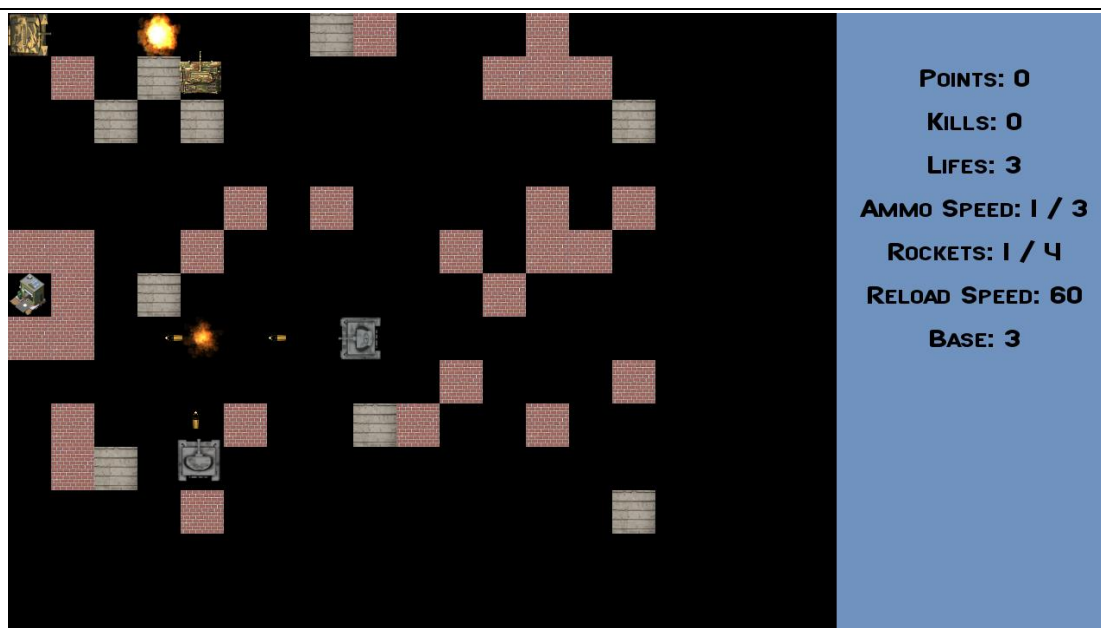 Points: 0
Kills: 0
Lifes: 3
Ammo Speed: 1 / 3
Rockets: 1 / 4
Reload Speed: 60
Base: 3